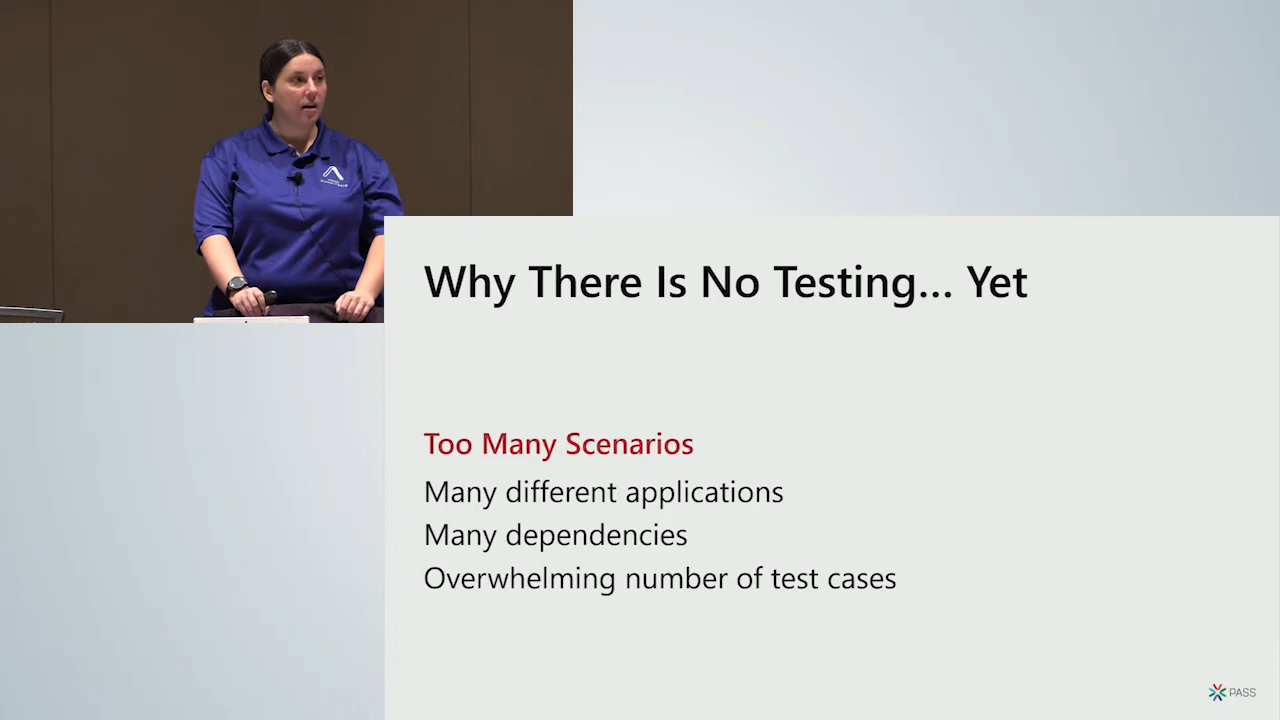 Why There Is No Testing... Yet
Too Many Scenarios
Many different applications
Many dependencies
Overwhelming number of test cases
PASS